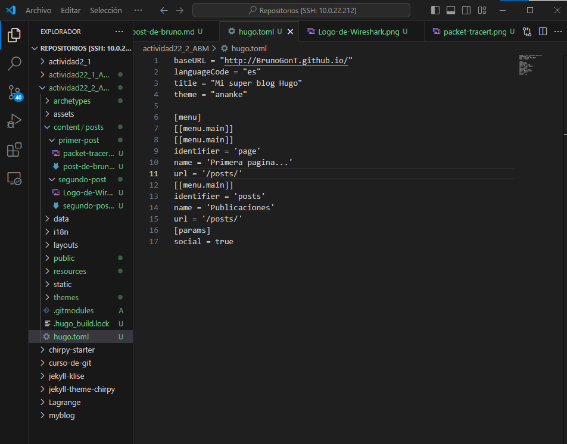 Archivo Editar Selección ··· Repositorios [SSH: 10.0.22.212]
EXPLORADOR ···
post-de-bruno.md U
hugo.toml U
Logo-de-Wireshark.png U
packet-tracert.png U ···
actividad22_2_ABM > hugo.toml
REPOSITORIOS [SSH: 10.0.2...
actividad2_1
actividad22_1_A...
actividad22_2_A...
archetypes
assets
content / posts
primer-post
packet-tracer... U
post-de-brun... U
segundo-post
Logo-de-Wir... U
segundo-pos... U
data
i18n
layouts
public
resources
static
themes
.gitmodules A
.hugo_build.lock U
hugo.toml U
chirpy-starter
curso-de-git
jekyll-klise
jekyll-theme-chirpy
Lagrange
myblog
40
1 baseURL = "http://BrunoGonT.github.io/"
2 languageCode = "es"
3 title = "Mi super blog Hugo"
4 theme = "ananke"
5
6 [menu]
7 [[menu.main]]
8 [[menu.main]]
9 identifier = 'page'
10 name = 'Primera pagina...'
11 url = '/posts/'
12 [[menu.main]]
13 identifier = 'posts'
14 name = 'Publicaciones'
15 url = '/posts/'
16 [params]
17 social = true